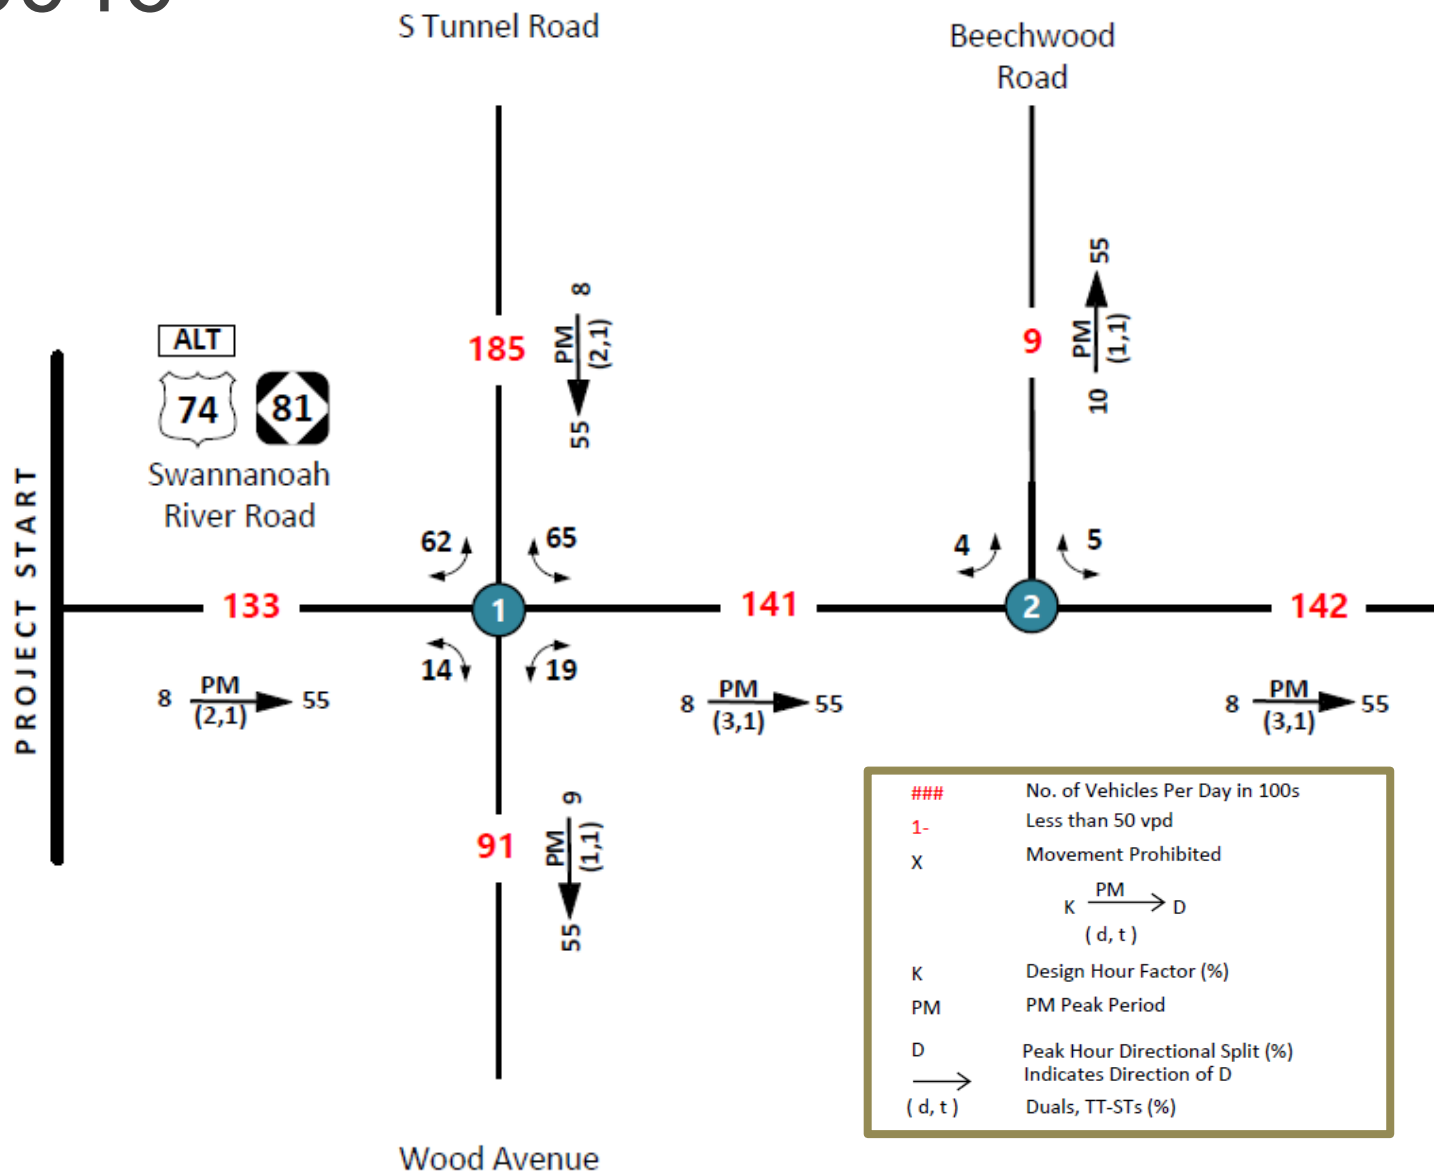 S Tunnel Road
Beechwood
Road
55
8
PM
(2,1)
55
185
9
PM
(1,1)
10
ALT
74
81
Swannanoah
River Road
PROJECT START
62
65
4
5
133
1
141
2
142
14
19
8
PM
(2,1)
55
8
PM
(3,1)
55
8
PM
(3,1)
55
91
9
PM
(1,1)
55
### No. of Vehicles Per Day in 100s
1- Less than 50 vpd
X Movement Prohibited
PM
K D
( d, t )
K Design Hour Factor (%)
PM PM Peak Period
D Peak Hour Directional Split (%)
Indicates Direction of D
( d, t ) Duals, TT-STs (%)
Wood Avenue